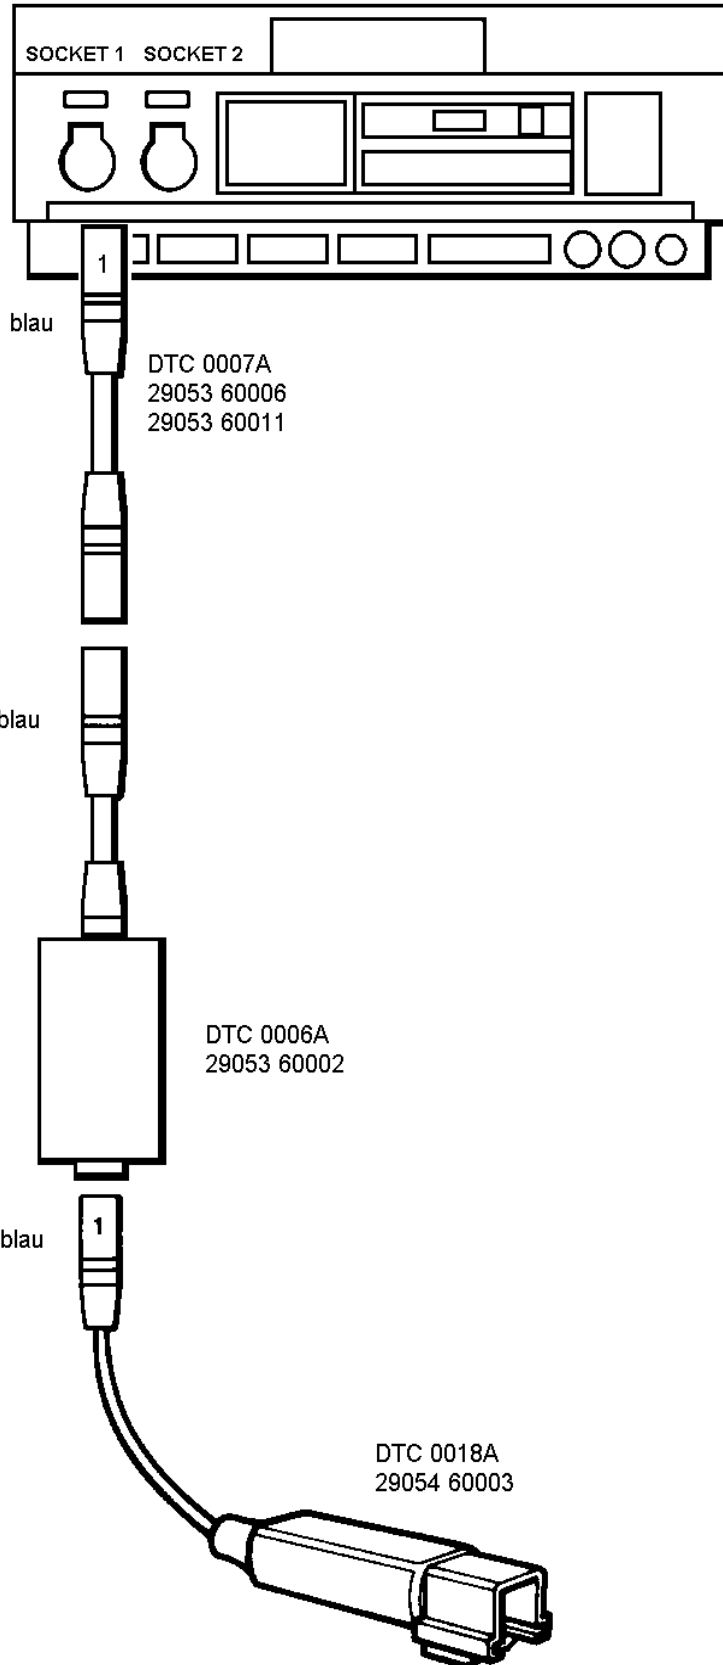 SOCKET 1 SOCKET 2
1
blau
DTC 0007A
29053 60006
29053 60011
blau
DTC 0006A
29053 60002
1
blau
DTC 0018A
29054 60003